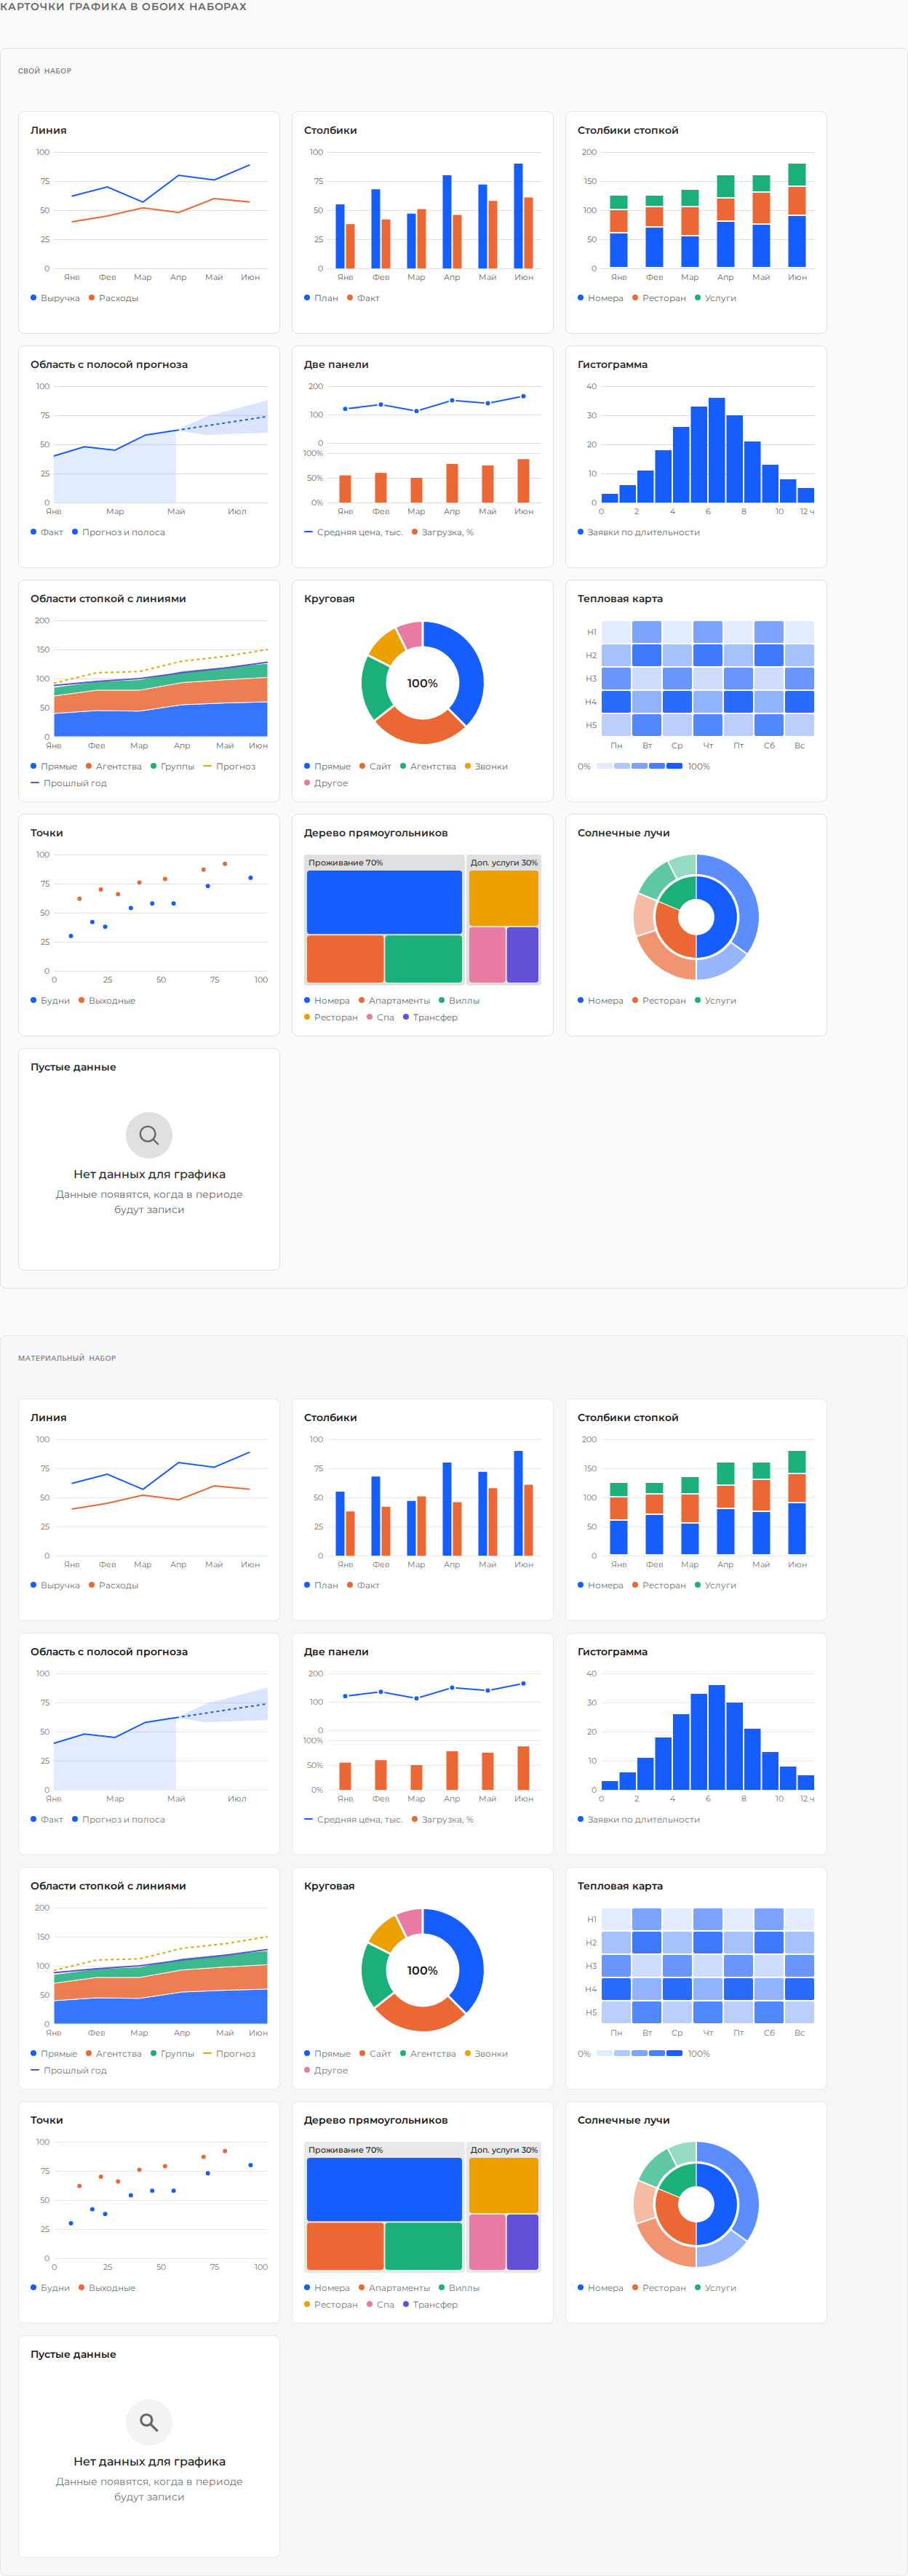 КАРТОЧКИ ГРАФИКА В ОБОИХ НАБОРАХ
СВОЙ НАБОР
Линия
100
75
50
25
0
Янв Фев Мар Апр Май Июн
Выручка Расходы
Столбики
100
75
50
25
0
Янв Фев Мар Апр Май Июн
План Факт
Столбики стопкой
200
150
100
50
0
Янв Фев Мар Апр Май Июн
Номера Ресторан Услуги
Область с полосой прогноза
100
75
50
25
0
Янв Мар Май Июл
Факт Прогноз и полоса
Две панели
200
100
0
100%
50%
0%
Янв Фев Мар Апр Май Июн
Средняя цена, тыс. Загрузка, %
Гистограмма
40
30
20
10
0
0 2 4 6 8 10 12 ч
Заявки по длительности
Области стопкой с линиями
200
150
100
50
0
Янв Фев Мар Апр Май Июн
Прямые Агентства Группы Прогноз
Прошлый год
Круговая
100%
Прямые Сайт Агентства Звонки
Другое
Тепловая карта
Н1
Н2
Н3
Н4
Н5
Пн Вт Ср Чт Пт Сб Вс
0% 100%
Точки
100
75
50
25
0
0 25 50 75 100
Будни Выходные
Дерево прямоугольников
Проживание 70% Доп. услуги 30%
Номера Апартаменты Виллы
Ресторан Спа Трансфер
Солнечные лучи
Номера Ресторан Услуги
Пустые данные
Нет данных для графика
Данные появятся, когда в периоде
будут записи
МАТЕРИАЛЬНЫЙ НАБОР
Линия
100
75
50
25
0
Янв Фев Мар Апр Май Июн
Выручка Расходы
Столбики
100
75
50
25
0
Янв Фев Мар Апр Май Июн
План Факт
Столбики стопкой
200
150
100
50
0
Янв Фев Мар Апр Май Июн
Номера Ресторан Услуги
Область с полосой прогноза
100
75
50
25
0
Янв Мар Май Июл
Факт Прогноз и полоса
Две панели
200
100
0
100%
50%
0%
Янв Фев Мар Апр Май Июн
Средняя цена, тыс. Загрузка, %
Гистограмма
40
30
20
10
0
0 2 4 6 8 10 12 ч
Заявки по длительности
Области стопкой с линиями
200
150
100
50
0
Янв Фев Мар Апр Май Июн
Прямые Агентства Группы Прогноз
Прошлый год
Круговая
100%
Прямые Сайт Агентства Звонки
Другое
Тепловая карта
Н1
Н2
Н3
Н4
Н5
Пн Вт Ср Чт Пт Сб Вс
0% 100%
Точки
100
75
50
25
0
0 25 50 75 100
Будни Выходные
Дерево прямоугольников
Проживание 70% Доп. услуги 30%
Номера Апартаменты Виллы
Ресторан Спа Трансфер
Солнечные лучи
Номера Ресторан Услуги
Пустые данные
Нет данных для графика
Данные появятся, когда в периоде
будут записи